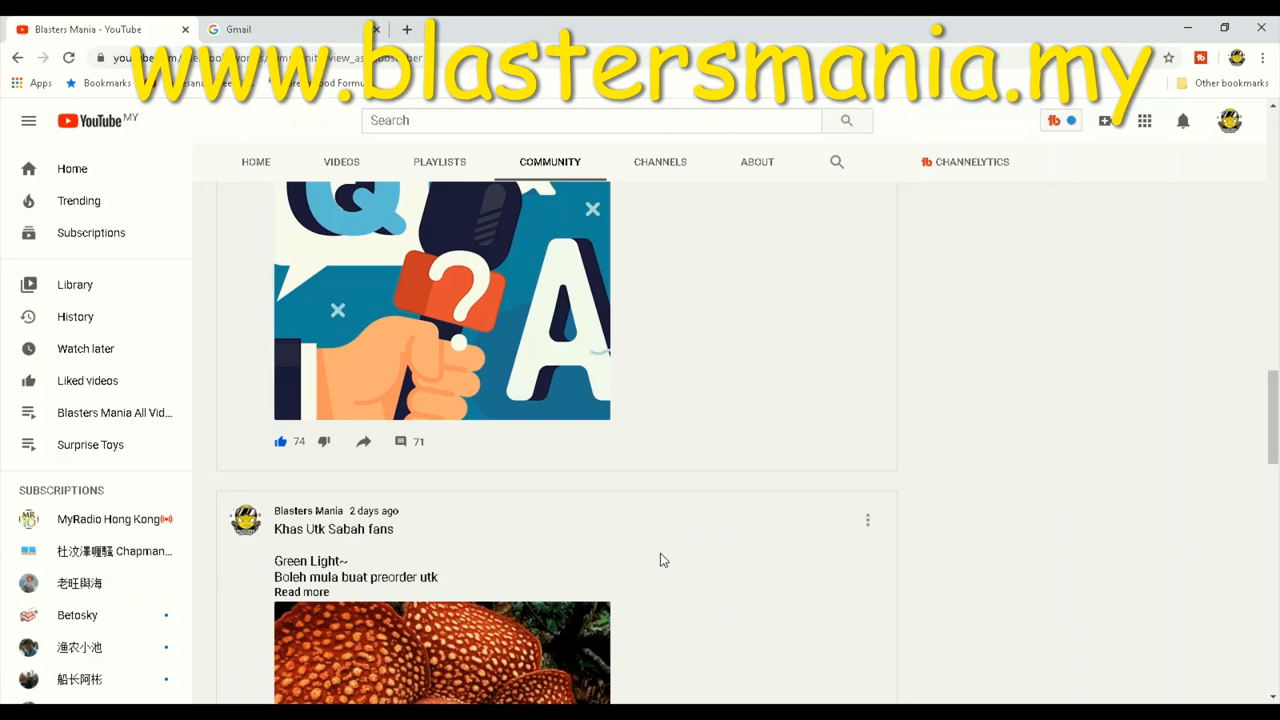 Blasters Mania - YouTube
Gmail
www.blastersmania.my
Apps
Bookmarks
Other bookmarks
YouTube MY
Search
HOME
VIDEOS
PLAYLISTS
COMMUNITY
CHANNELS
ABOUT
CHANNELYTICS
Home
Trending
Subscriptions
Library
History
Watch later
Liked videos
Blasters Mania All Vid...
Surprise Toys
SUBSCRIPTIONS
MyRadio Hong Kong
杜汶澤喱騷 Chapman...
老旺與海
Betosky
渔农小池
船长阿彬
Q
?
A
74
71
Blasters Mania 2 days ago
Khas Utk Sabah fans
Green Light~
Boleh mula buat preorder utk
Read more